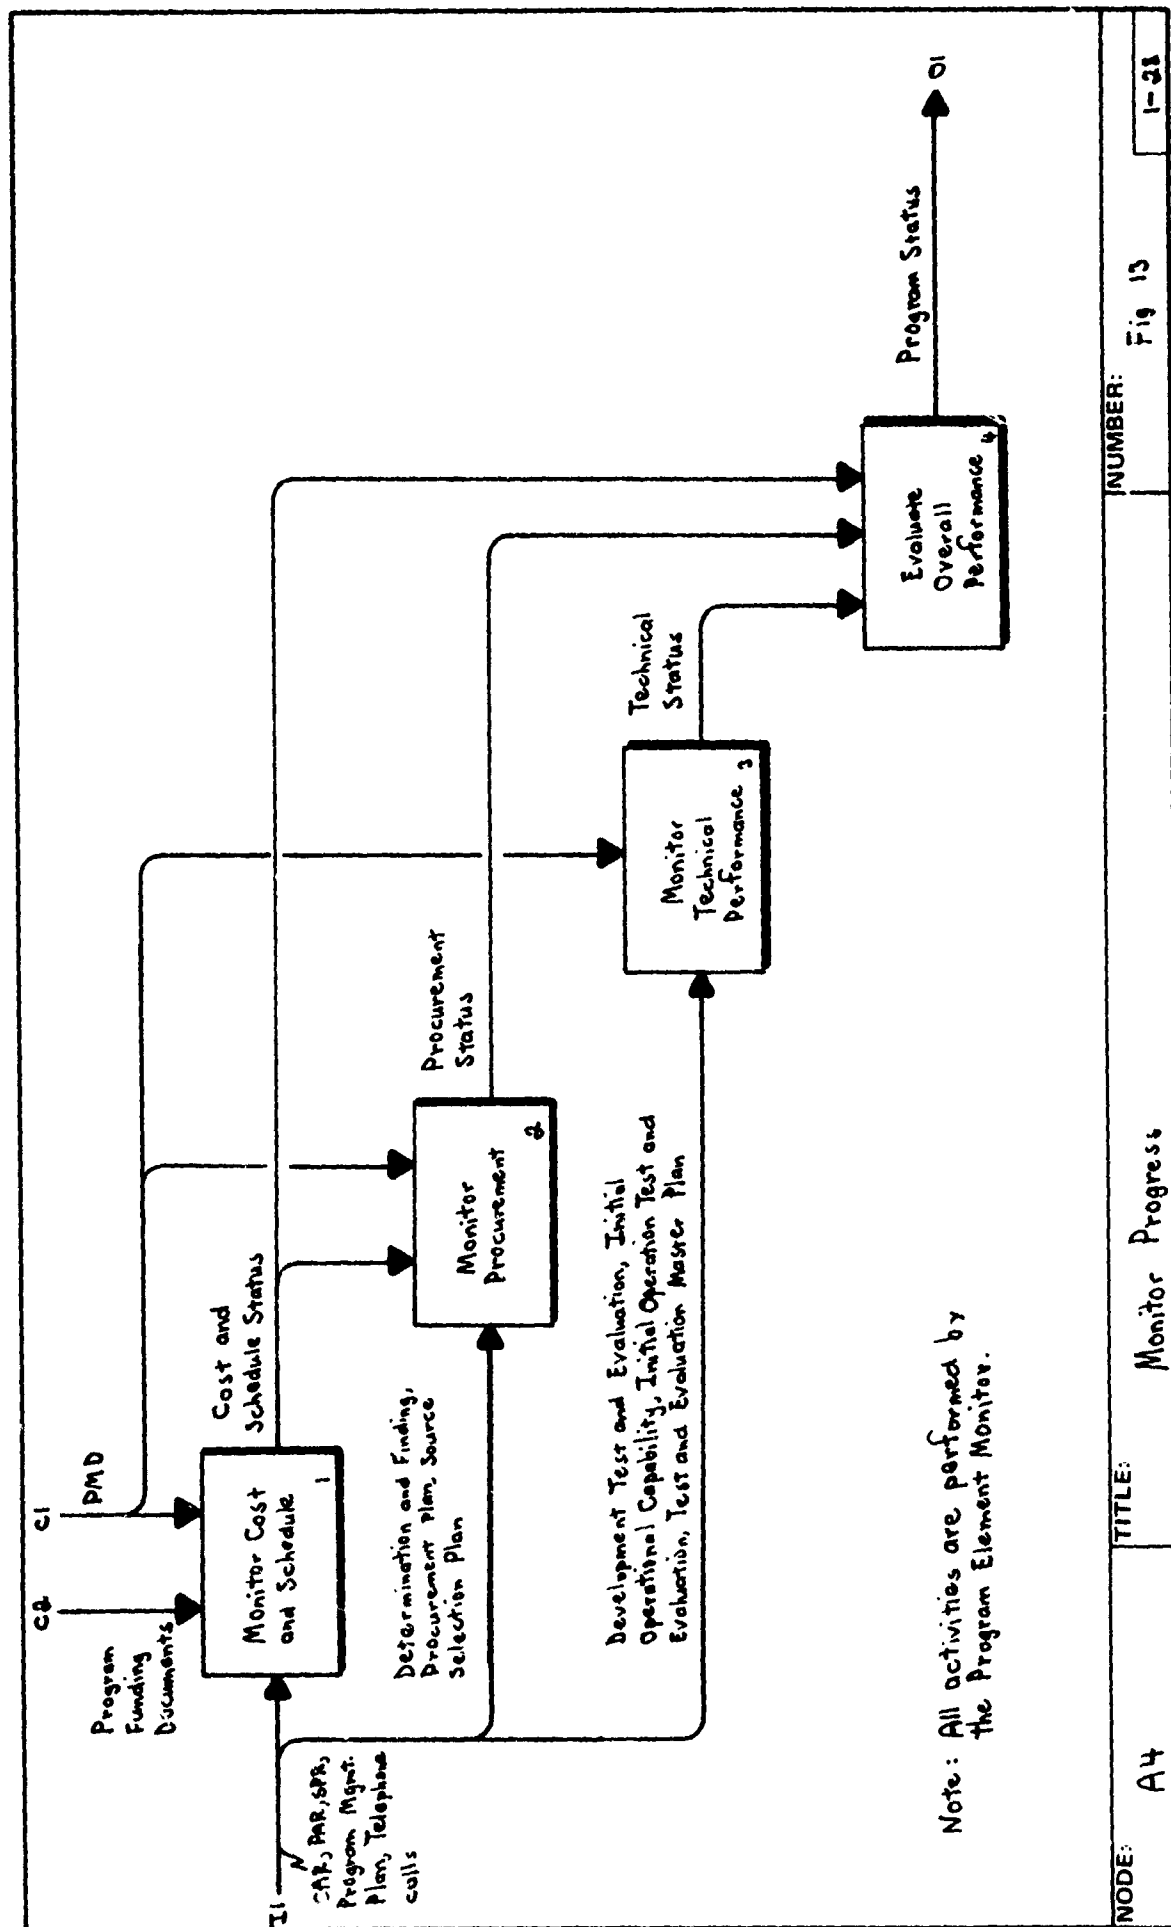 C2
C1
Program
Funding
Documents
PMD
I1
SAR, PAR, SPR,
Program Mgmt.
Plan, Telephone
calls
Monitor Cost
and Schedule
1
Cost and
Schedule Status
Determination and Finding,
Procurement Plan, Source
Selection Plan
Monitor
Procurement
2
Procurement
Status
Development Test and Evaluation, Initial
Operational Capability, Initial Operation Test and
Evaluation, Test and Evaluation Master Plan
Monitor
Technical
Performance
3
Technical
Status
Evaluate
Overall
Performance
4
Program Status
O1
Note: All activities are performed by
the Program Element Monitor.
NODE:
A4
TITLE:
Monitor Progress
NUMBER:
Fig 13
1-28